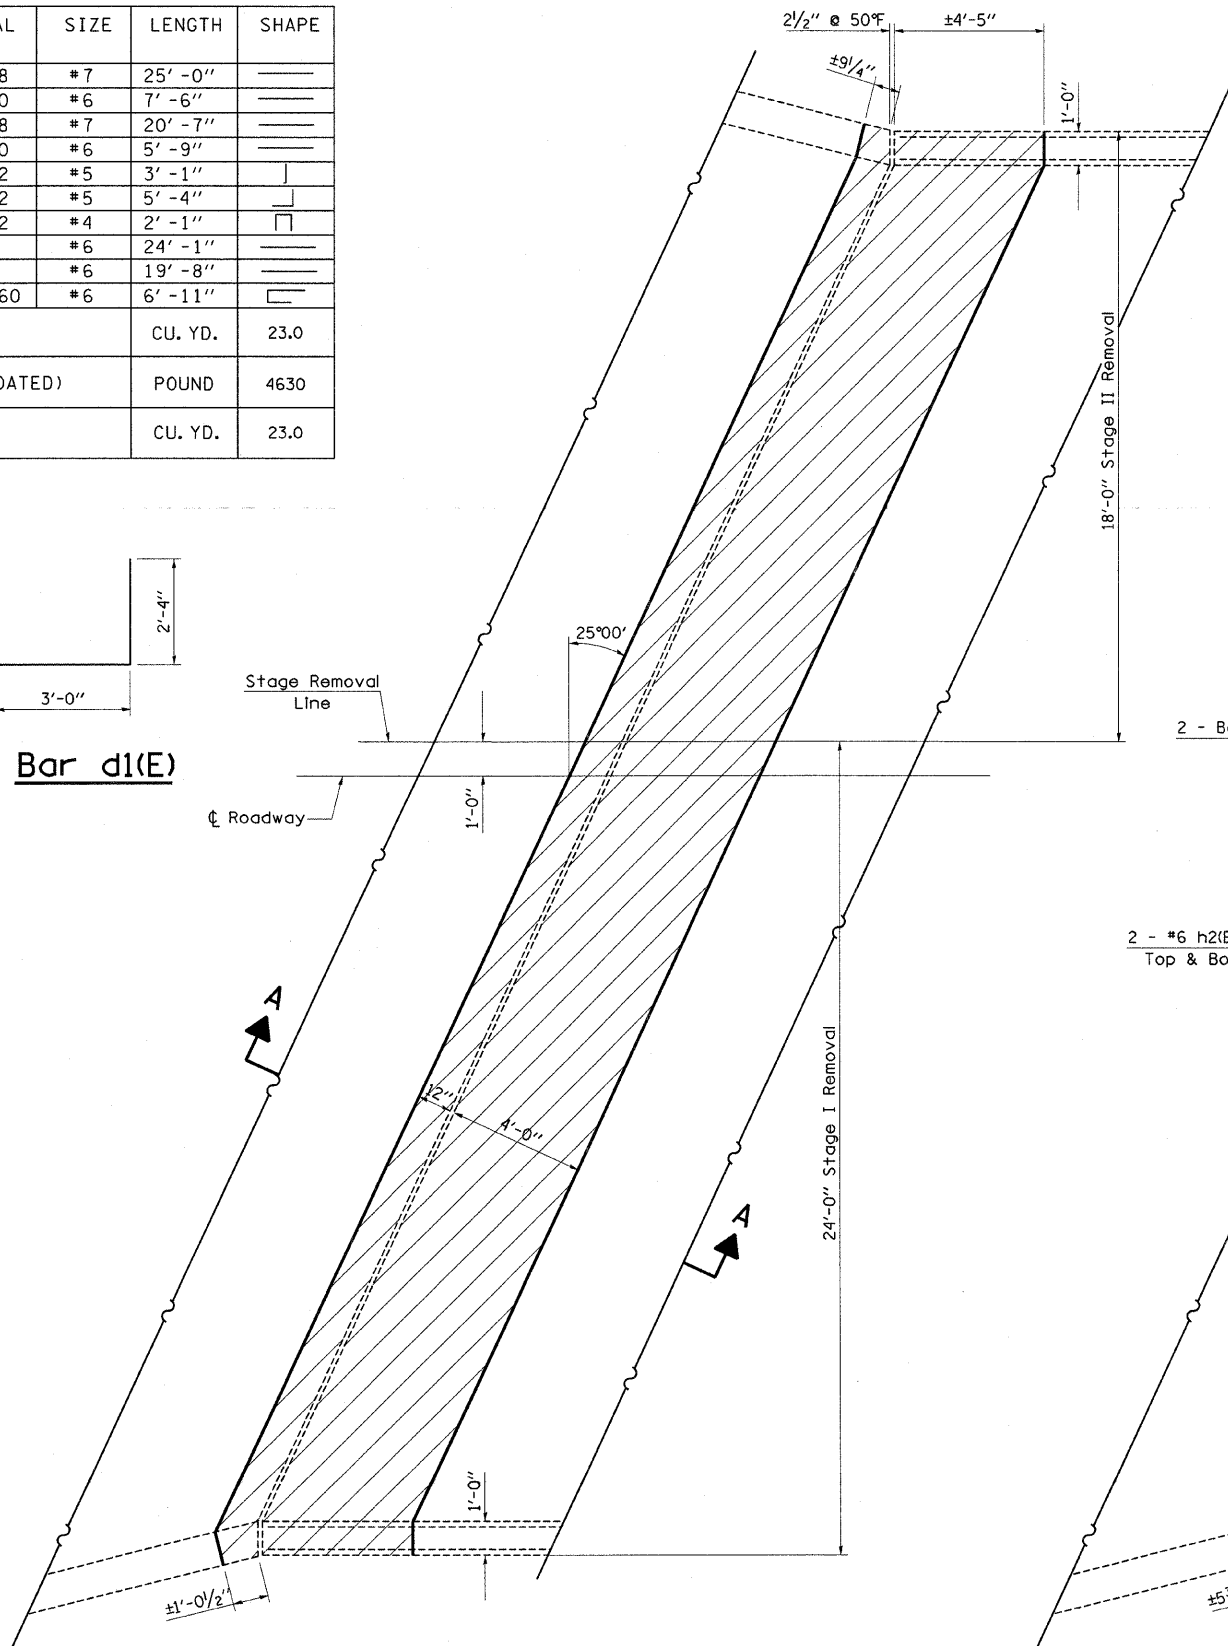 AL SIZE LENGTH SHAPE
8 #7 25'-0"
0 #6 7'-6"
8 #7 20'-7"
0 #6 5'-9"
2 #5 3'-1"
2 #5 5'-4"
2 #4 2'-1"
#6 24'-1"
#6 19'-8"
60 #6 6'-11"
CU. YD. 23.0
OATED) POUND 4630
CU. YD. 23.0
2'-4"
3'-0"
Bar d1(E)
2½" @ 50°F
±4'-5"
±9¼"
1'-0"
18'-0" Stage II Removal
25°00'
Stage Removal
Line
℄ Roadway
1'-0"
2 - B
2 - #6 h2(E
Top & Bo
A
12"
4'-0"
24'-0" Stage I Removal
A
1'-0"
±1'-0½"
±5